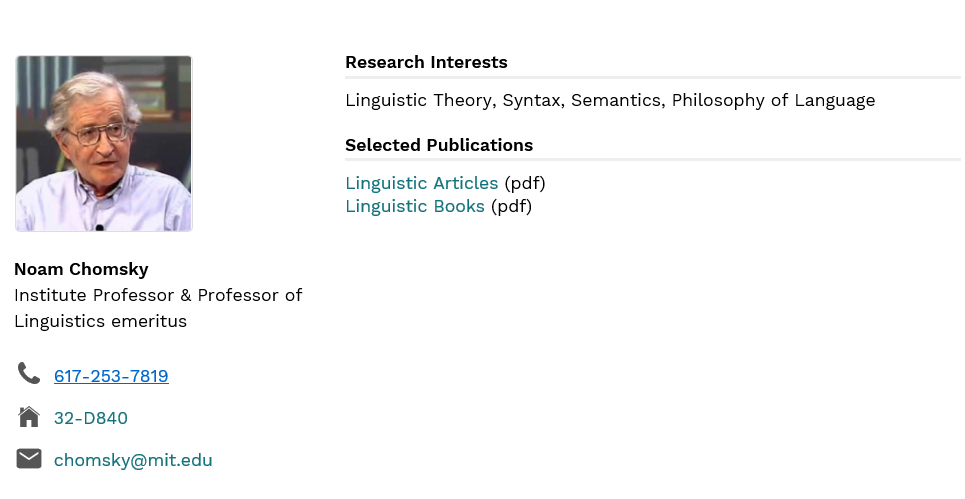 Research Interests
Linguistic Theory, Syntax, Semantics, Philosophy of Language
Selected Publications
Linguistic Articles (pdf)
Linguistic Books (pdf)
Noam Chomsky
Institute Professor & Professor of
Linguistics emeritus
617-253-7819
32-D840
chomsky@mit.edu